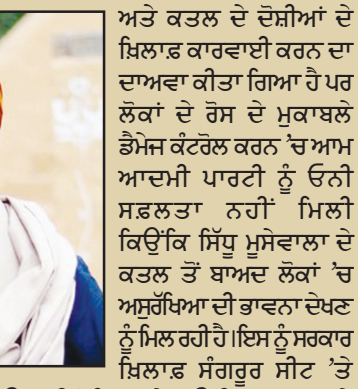 ਅਤੇ ਕਤਲ ਦੇ ਦੋਸ਼ੀਆਂ ਦੇ
ਖ਼ਿਲਾਫ਼ ਕਾਰਵਾਈ ਕਰਨ ਦਾ
ਦਾਅਵਾ ਕੀਤਾ ਗਿਆ ਹੈ ਪਰ
ਲੋਕਾਂ ਦੇ ਰੋਸ ਦੇ ਮੁਕਾਬਲੇ
ਡੈਮੇਜ ਕੰਟਰੋਲ ਕਰਨ ’ਚ ਆਮ
ਆਦਮੀ ਪਾਰਟੀ ਨੂੰ ਓਨੀ
ਸਫ਼ਲਤਾ ਨਹੀਂ ਮਿਲੀ
ਕਿਉਂਕਿ ਸਿੱਧੂ ਮੂਸੇਵਾਲਾ ਦੇ
ਕਤਲ ਤੋਂ ਬਾਅਦ ਲੋਕਾਂ ’ਚ
ਅਸੁਰੱਖਿਆ ਦੀ ਭਾਵਨਾ ਦੇਖਣ
ਨੂੰ ਮਿਲ ਰਹੀ ਹੈ।ਇਸ ਨੂੰ ਸਰਕਾਰ
ਖ਼ਿਲਾਫ਼ ਸੰਗਰੂਰ ਸੀਟ ’ਤੇ